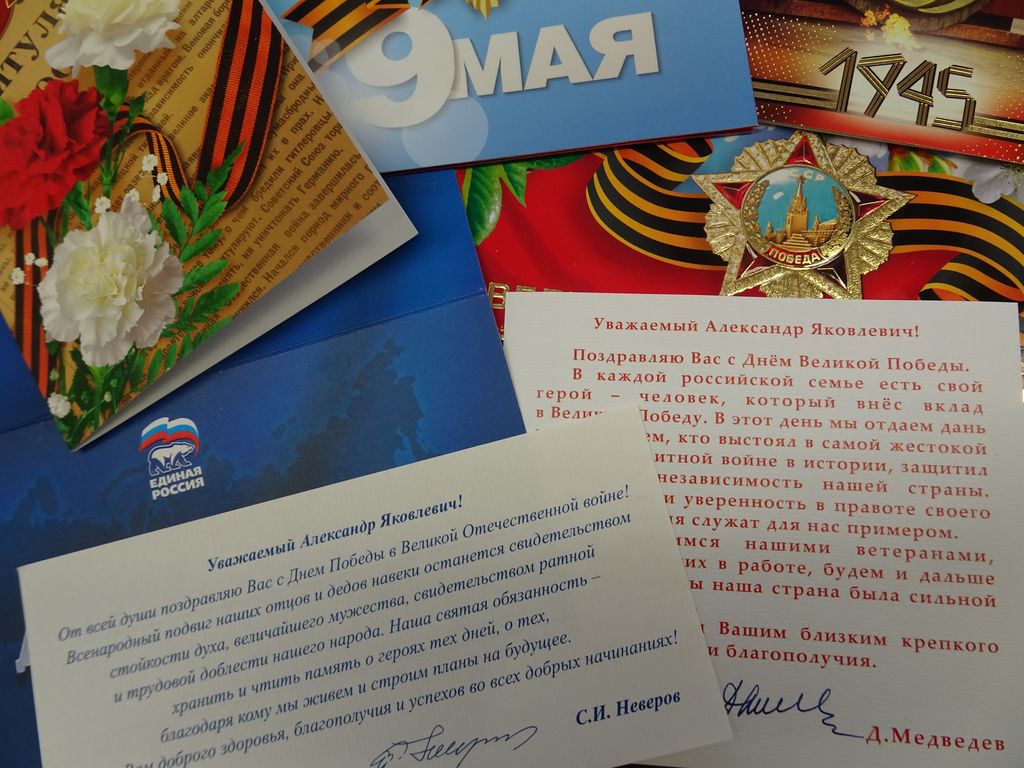 9 МАЯ
1945
ПОБЕДА
ЕДИНАЯ
РОССИЯ
Уважаемый Александр Яковлевич!
От всей души поздравляю Вас с Днем Победы в Великой Отечественной войне!
Всенародный подвиг наших отцов и дедов навеки останется свидетельством
стойкости духа, величайшего мужества, свидетельством ратной
и трудовой доблести нашего народа. Наша святая обязанность –
хранить и чтить память о героях тех дней, о тех,
благодаря кому мы живем и строим планы на будущее.
доброго здоровья, благополучия и успехов во всех добрых начинаниях!
С.И. Неверов
Уважаемый Александр Яковлевич!
Поздравляю Вас с Днём Великой Победы.
В каждой российской семье есть свой
герой – человек, который внёс вклад
в Победу. В этот день мы отдаем дань
кто выстоял в самой жестокой
войне в истории, защитил
независимость нашей страны.
и уверенность в правоте своего
служат для нас примером.
нашими ветеранами,
в работе, будем и дальше
наша страна была сильной
Вашим близким крепкого
и благополучия.
Д.Медведев